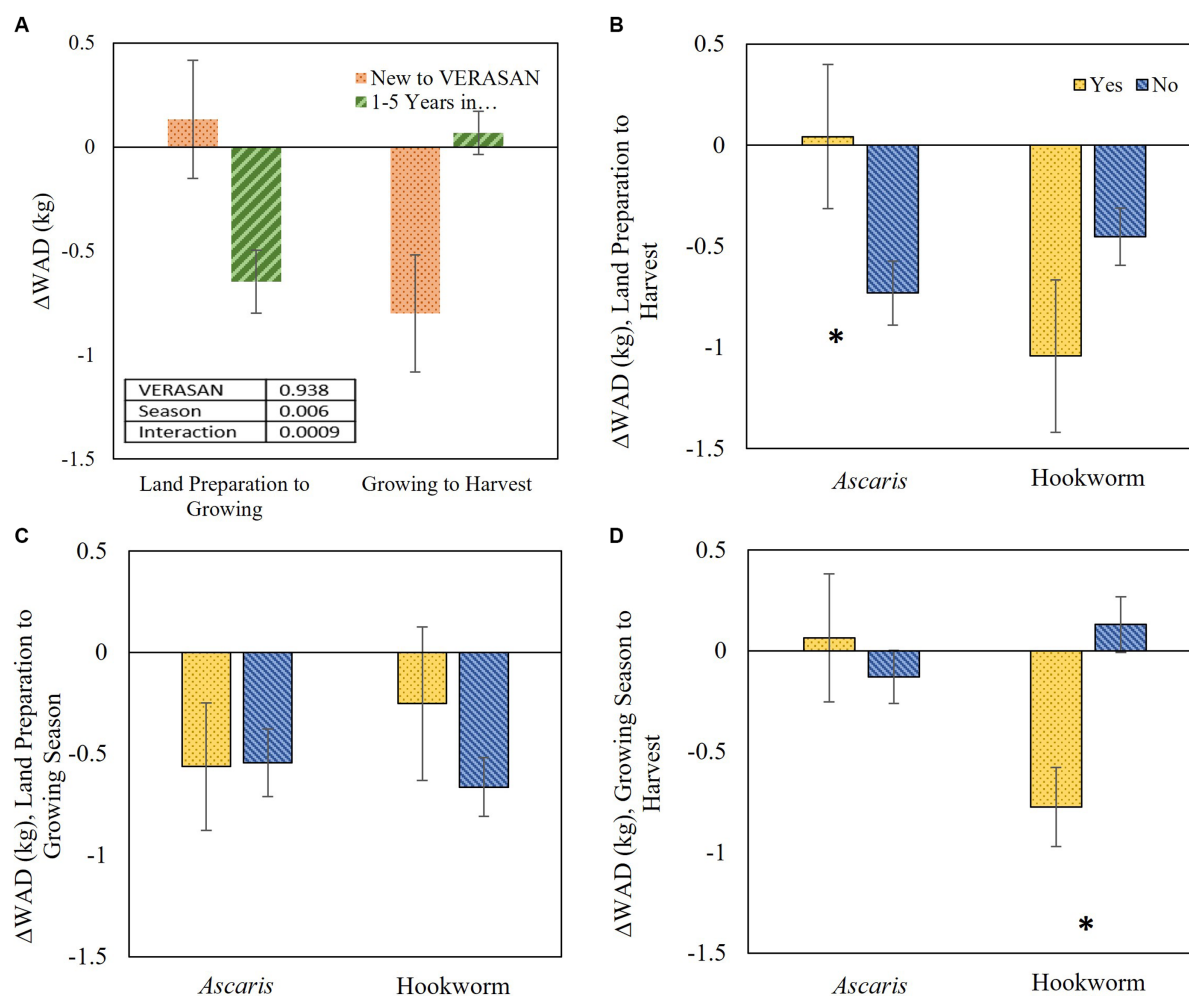 A
0.5
0
-0.5
-1
-1.5
ΔWAD (kg)
New to VERASAN
1-5 Years in…
VERASAN 0.938
Season 0.006
Interaction 0.0009
Land Preparation to
Growing
Growing to Harvest
B
0.5
0
-0.5
-1
-1.5
ΔWAD (kg), Land Preparation to
Harvest
Yes No
*
Ascaris Hookworm
C
0.5
0
-0.5
-1
-1.5
ΔWAD (kg), Land Preparation to
Growing Season
Ascaris Hookworm
D
0.5
0
-0.5
-1
-1.5
ΔWAD (kg), Growing Season to
Harvest
*
Ascaris Hookworm